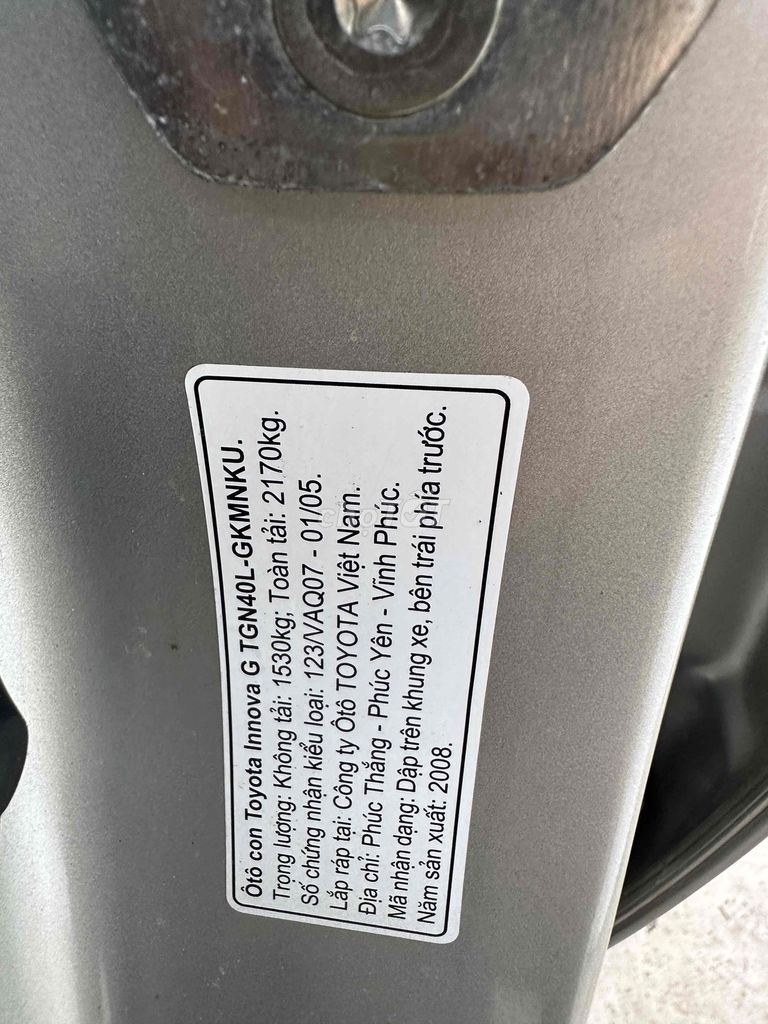 Ôtô con Toyota Innova G TGN40L-GKMNKU.
Trọng lượng: Không tải: 1530kg; Toàn tải: 2170kg.
Số chứng nhận kiểu loại: 123/VAQ07 - 01/05.
Lắp ráp tại: Công ty Ôtô TOYOTA Việt Nam.
Địa chỉ: Phúc Thắng - Phúc Yên - Vĩnh Phúc.
Mã nhận dạng: Dập trên khung xe, bên trái phía trước.
Năm sản xuất: 2008.